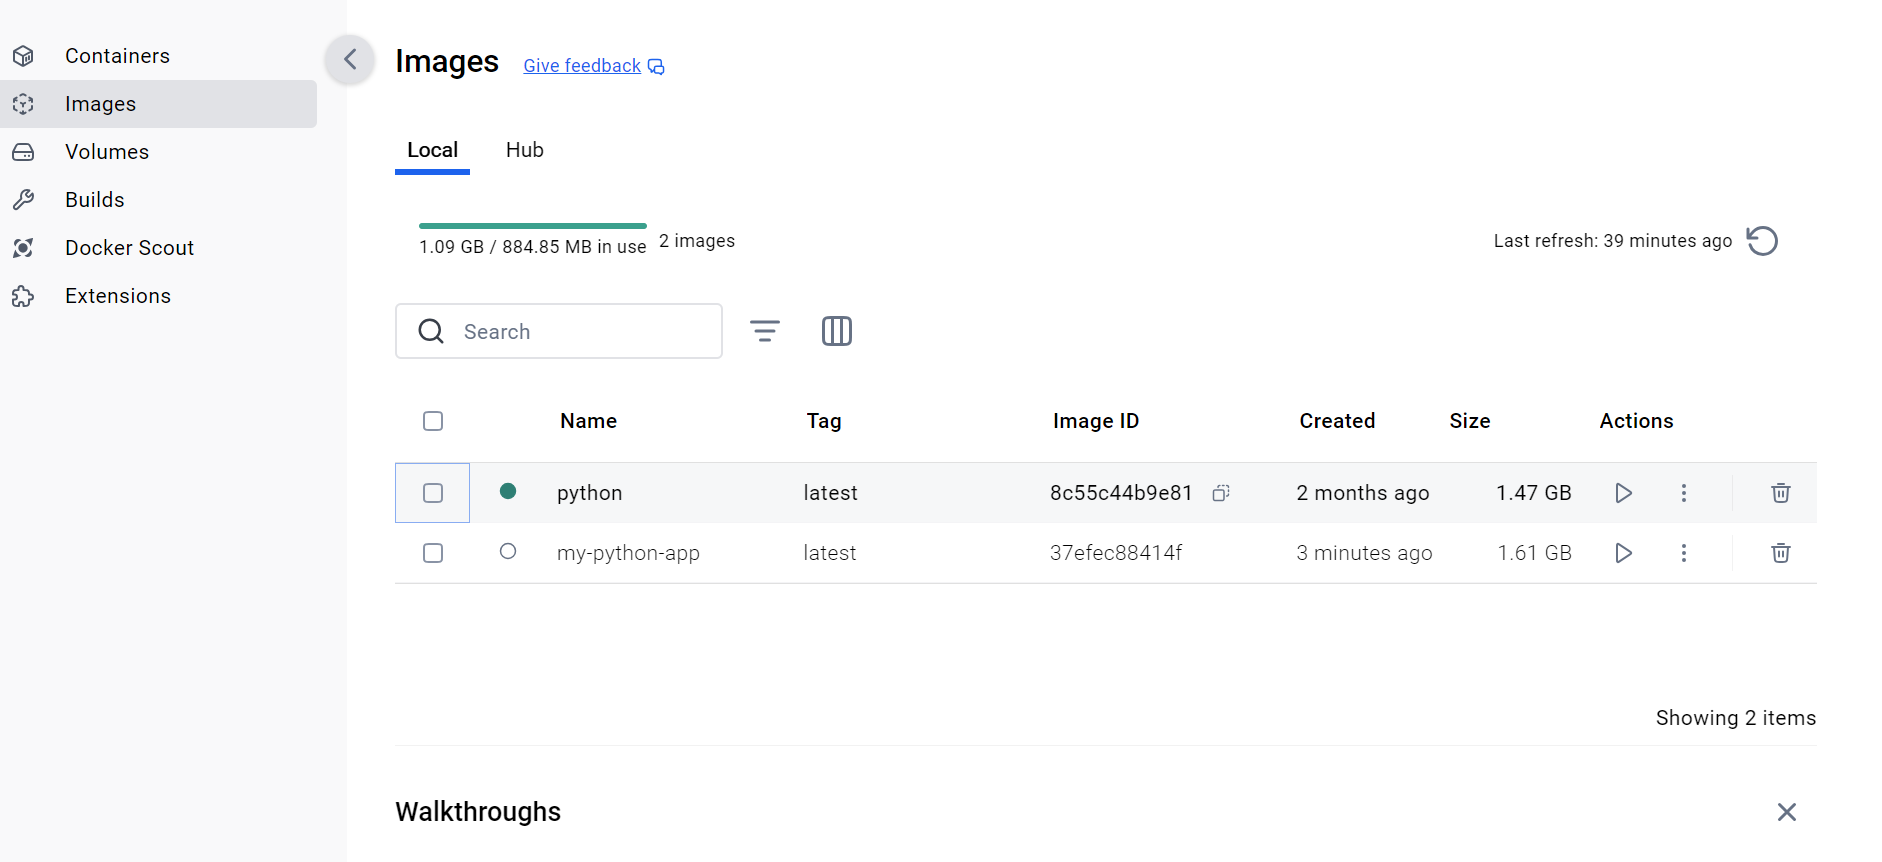 Containers
Images
Volumes
Builds
Docker Scout
Extensions
Images Give feedback
Local Hub
1.09 GB / 884.85 MB in use 2 images Last refresh: 39 minutes ago
Search
Name Tag Image ID Created Size Actions
python latest 8c55c44b9e81 2 months ago 1.47 GB
my-python-app latest 37efec88414f 3 minutes ago 1.61 GB
Showing 2 items
Walkthroughs